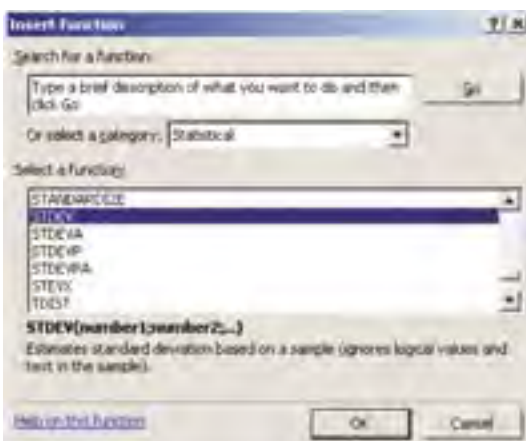 Insert Function
Search for a function:
Type a brief description of what you want to do and then
click Go
Go
Or select a category: Statistical
Select a function:
STANDARDIZE
STDEV
STDEVA
STDEVP
STDEVPA
STEYX
TDIST
STDEV(number1;number2;...)
Estimates standard deviation based on a sample (ignores logical values and
text in the sample).
Help on this function
OK
Cancel